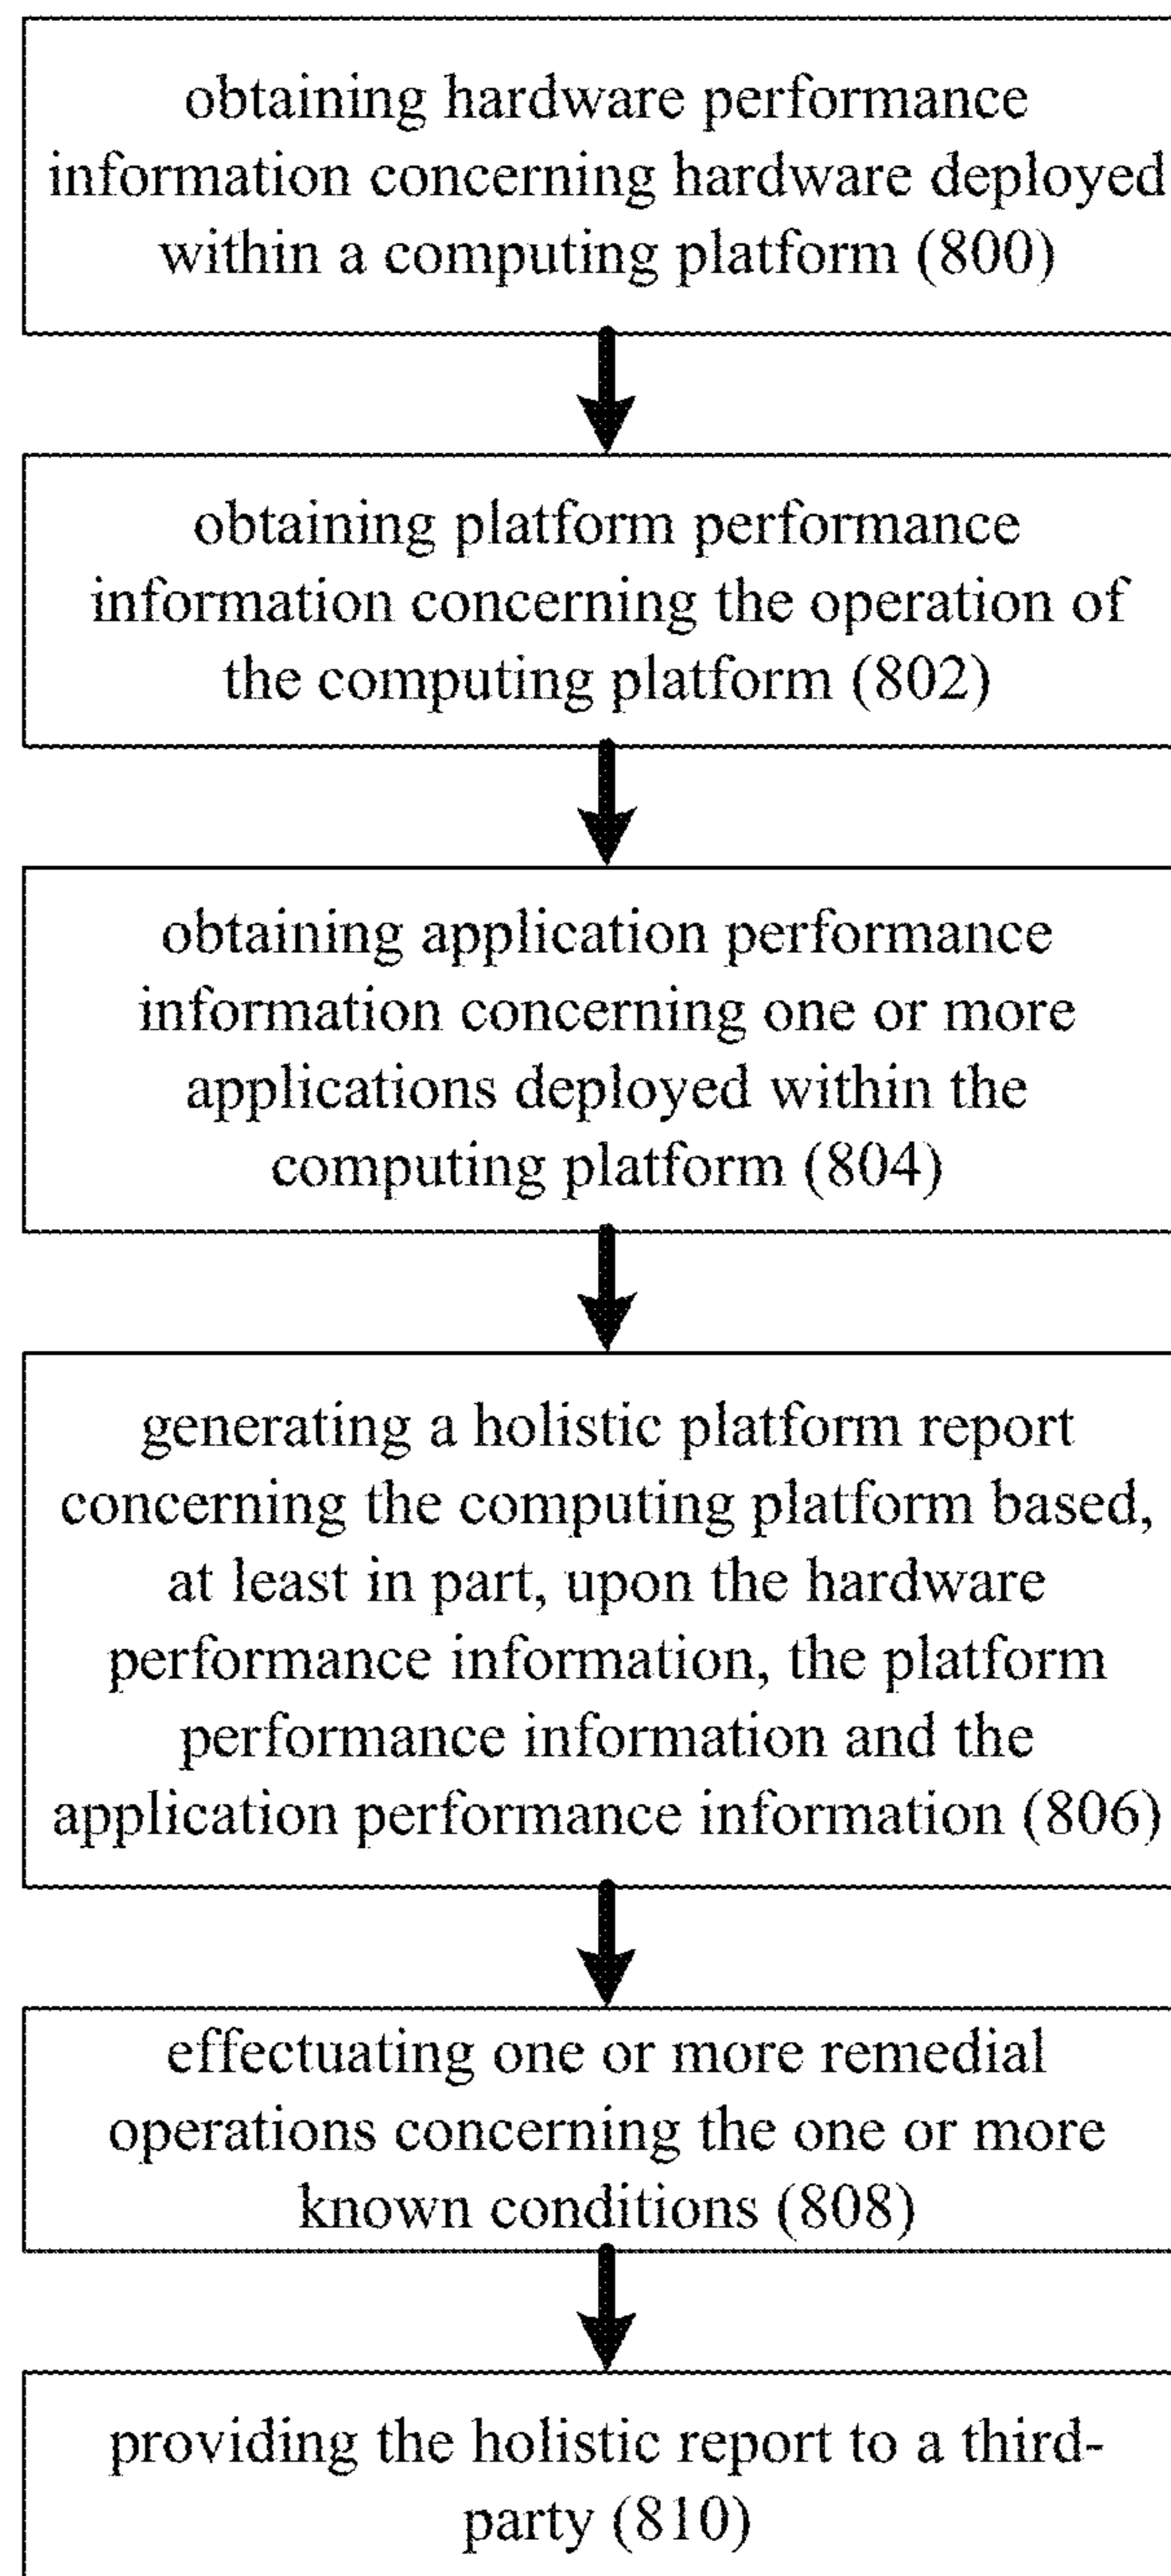 obtaining hardware performance
information concerning hardware deployed
within a computing platform (800)
obtaining platform performance
information concerning the operation of
the computing platform (802)
obtaining application performance
information concerning one or more
applications deployed within the
computing platform (804)
generating a holistic platform report
concerning the computing platform based,
at least in part, upon the hardware
performance information, the platform
performance information and the
application performance information (806)
effectuating one or more remedial
operations concerning the one or more
known conditions (808)
providing the holistic report to a third-
party (810)